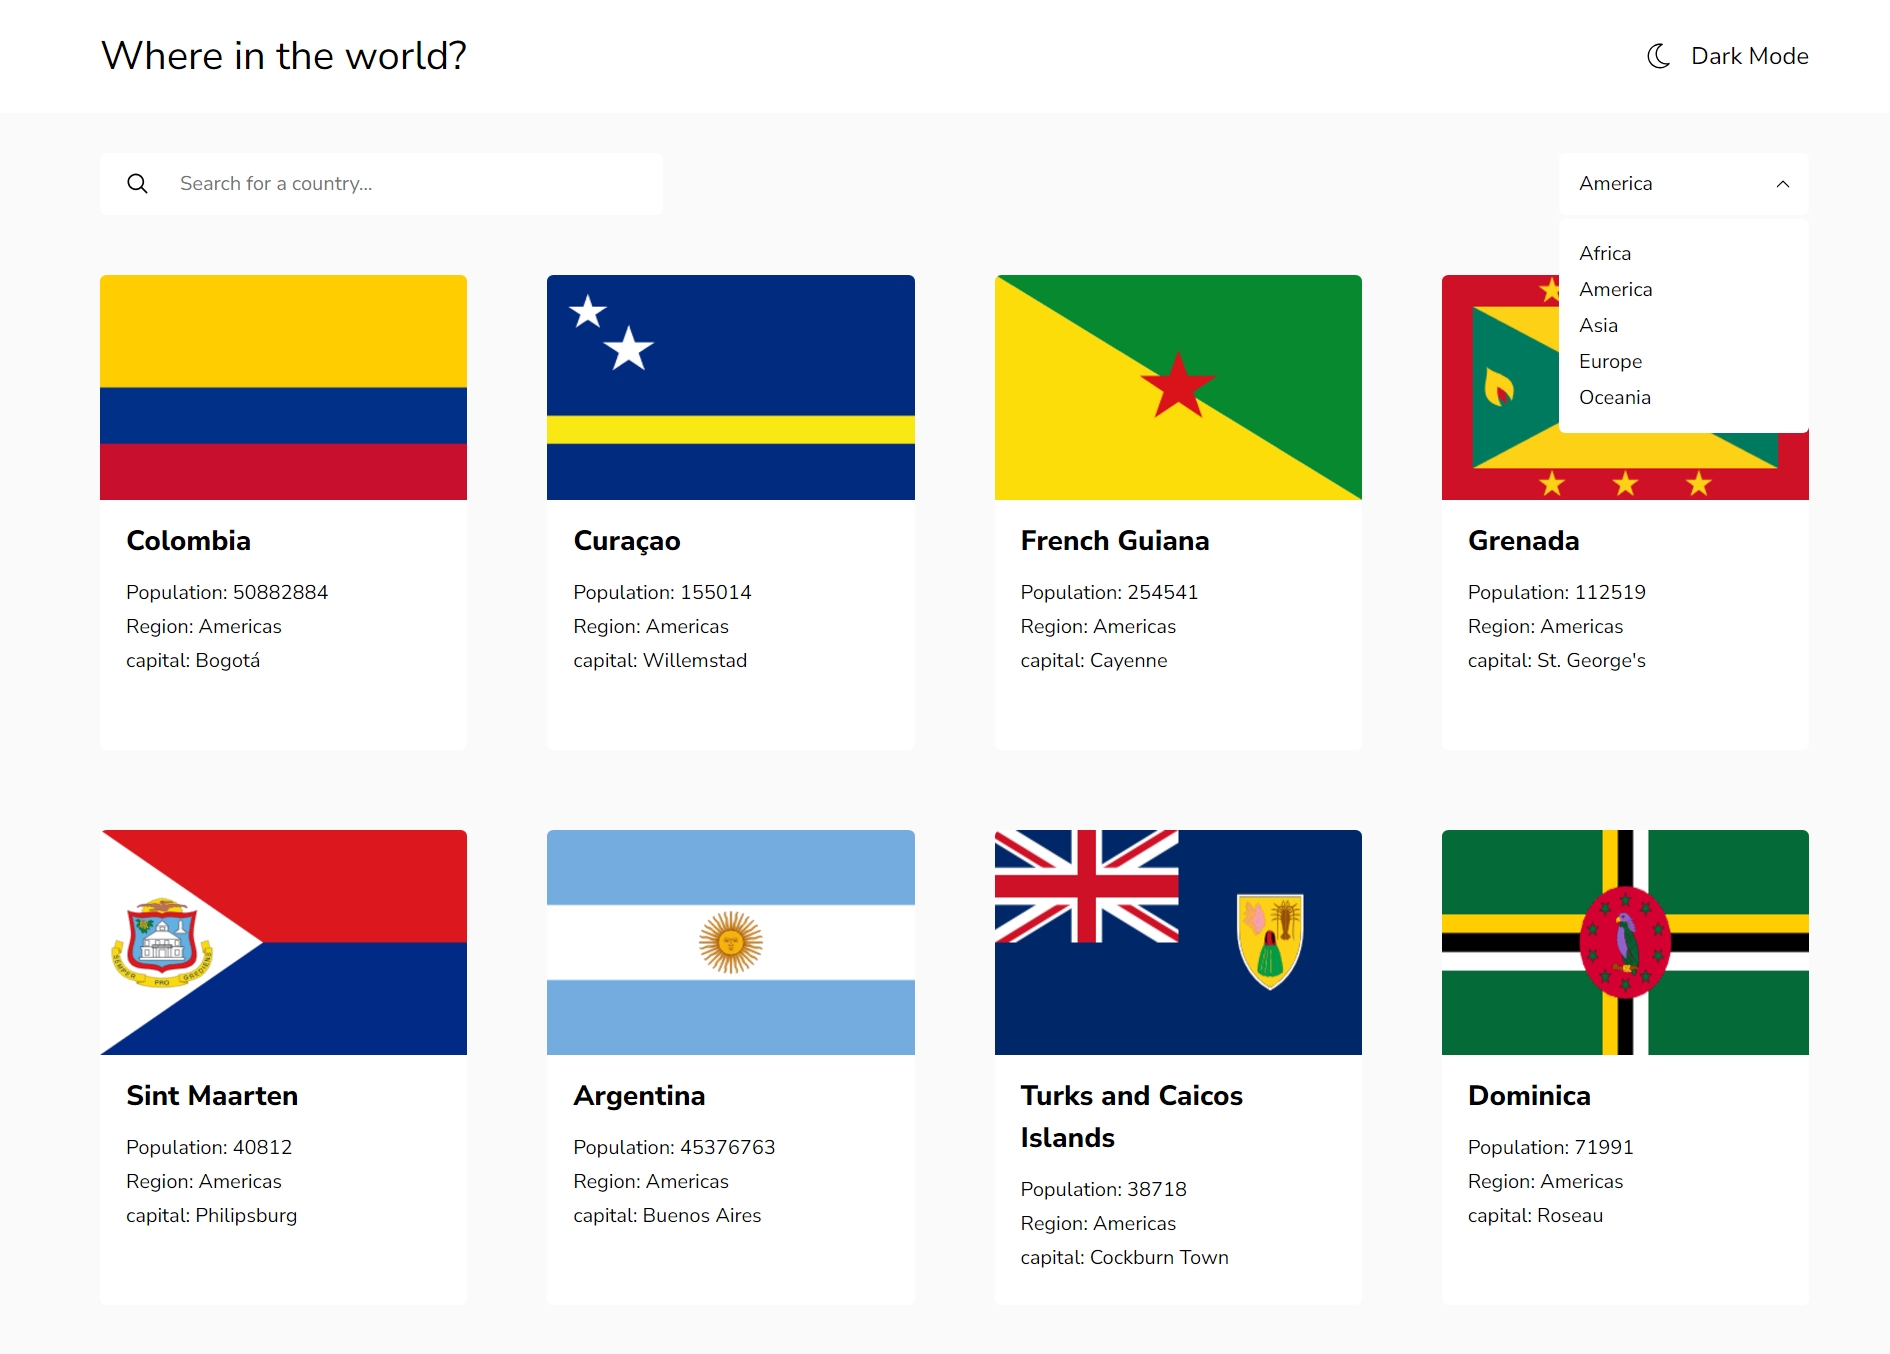 Where in the world?
Dark Mode
Search for a country...
America
Africa
America
Asia
Europe
Oceania
Colombia
Population: 50882884
Region: Americas
capital: Bogotá
Curaçao
Population: 155014
Region: Americas
capital: Willemstad
French Guiana
Population: 254541
Region: Americas
capital: Cayenne
Grenada
Population: 112519
Region: Americas
capital: St. George's
SEMPER PRO GREDIENS
Sint Maarten
Population: 40812
Region: Americas
capital: Philipsburg
Argentina
Population: 45376763
Region: Americas
capital: Buenos Aires
Turks and Caicos
Islands
Population: 38718
Region: Americas
capital: Cockburn Town
Dominica
Population: 71991
Region: Americas
capital: Roseau